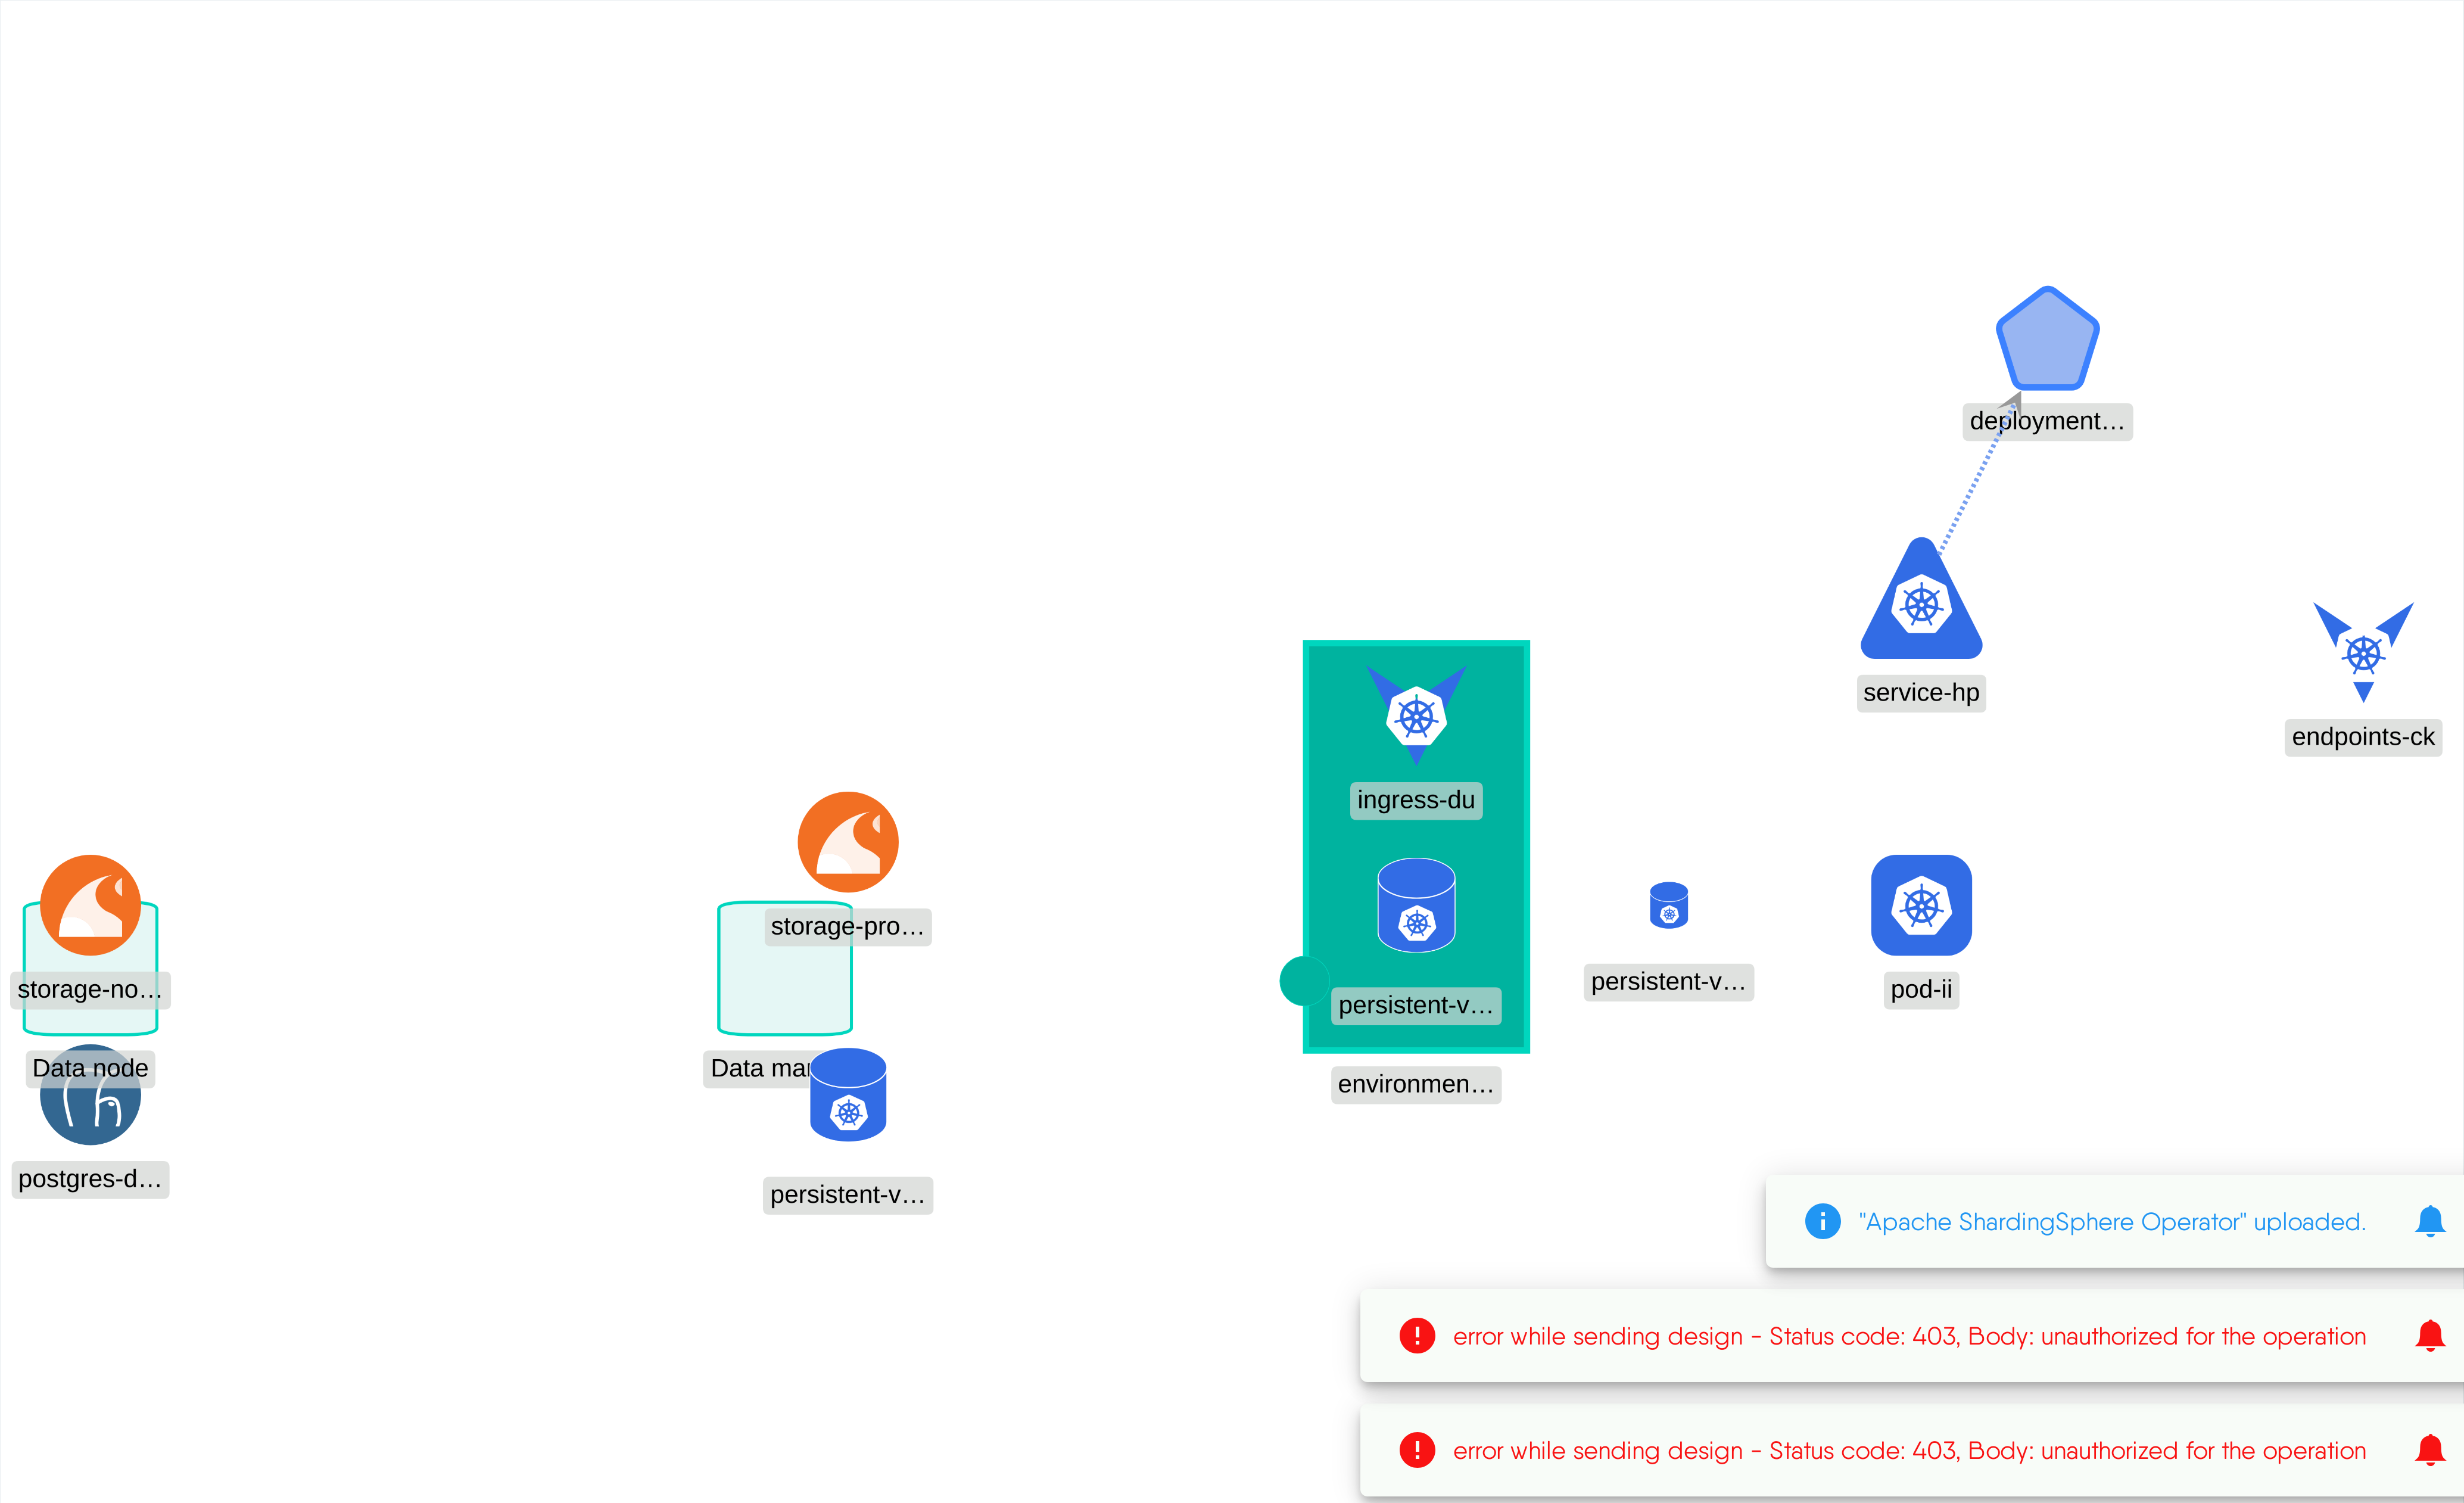 deployment…
service-hp
endpoints-ck
ingress-du
storage-pro…
storage-no…
persistent-v…
persistent-v…
pod-ii
Data node
Data mar
environmen…
postgres-d…
persistent-v…
"Apache ShardingSphere Operator" uploaded.
error while sending design - Status code: 403, Body: unauthorized for the operation
error while sending design - Status code: 403, Body: unauthorized for the operation